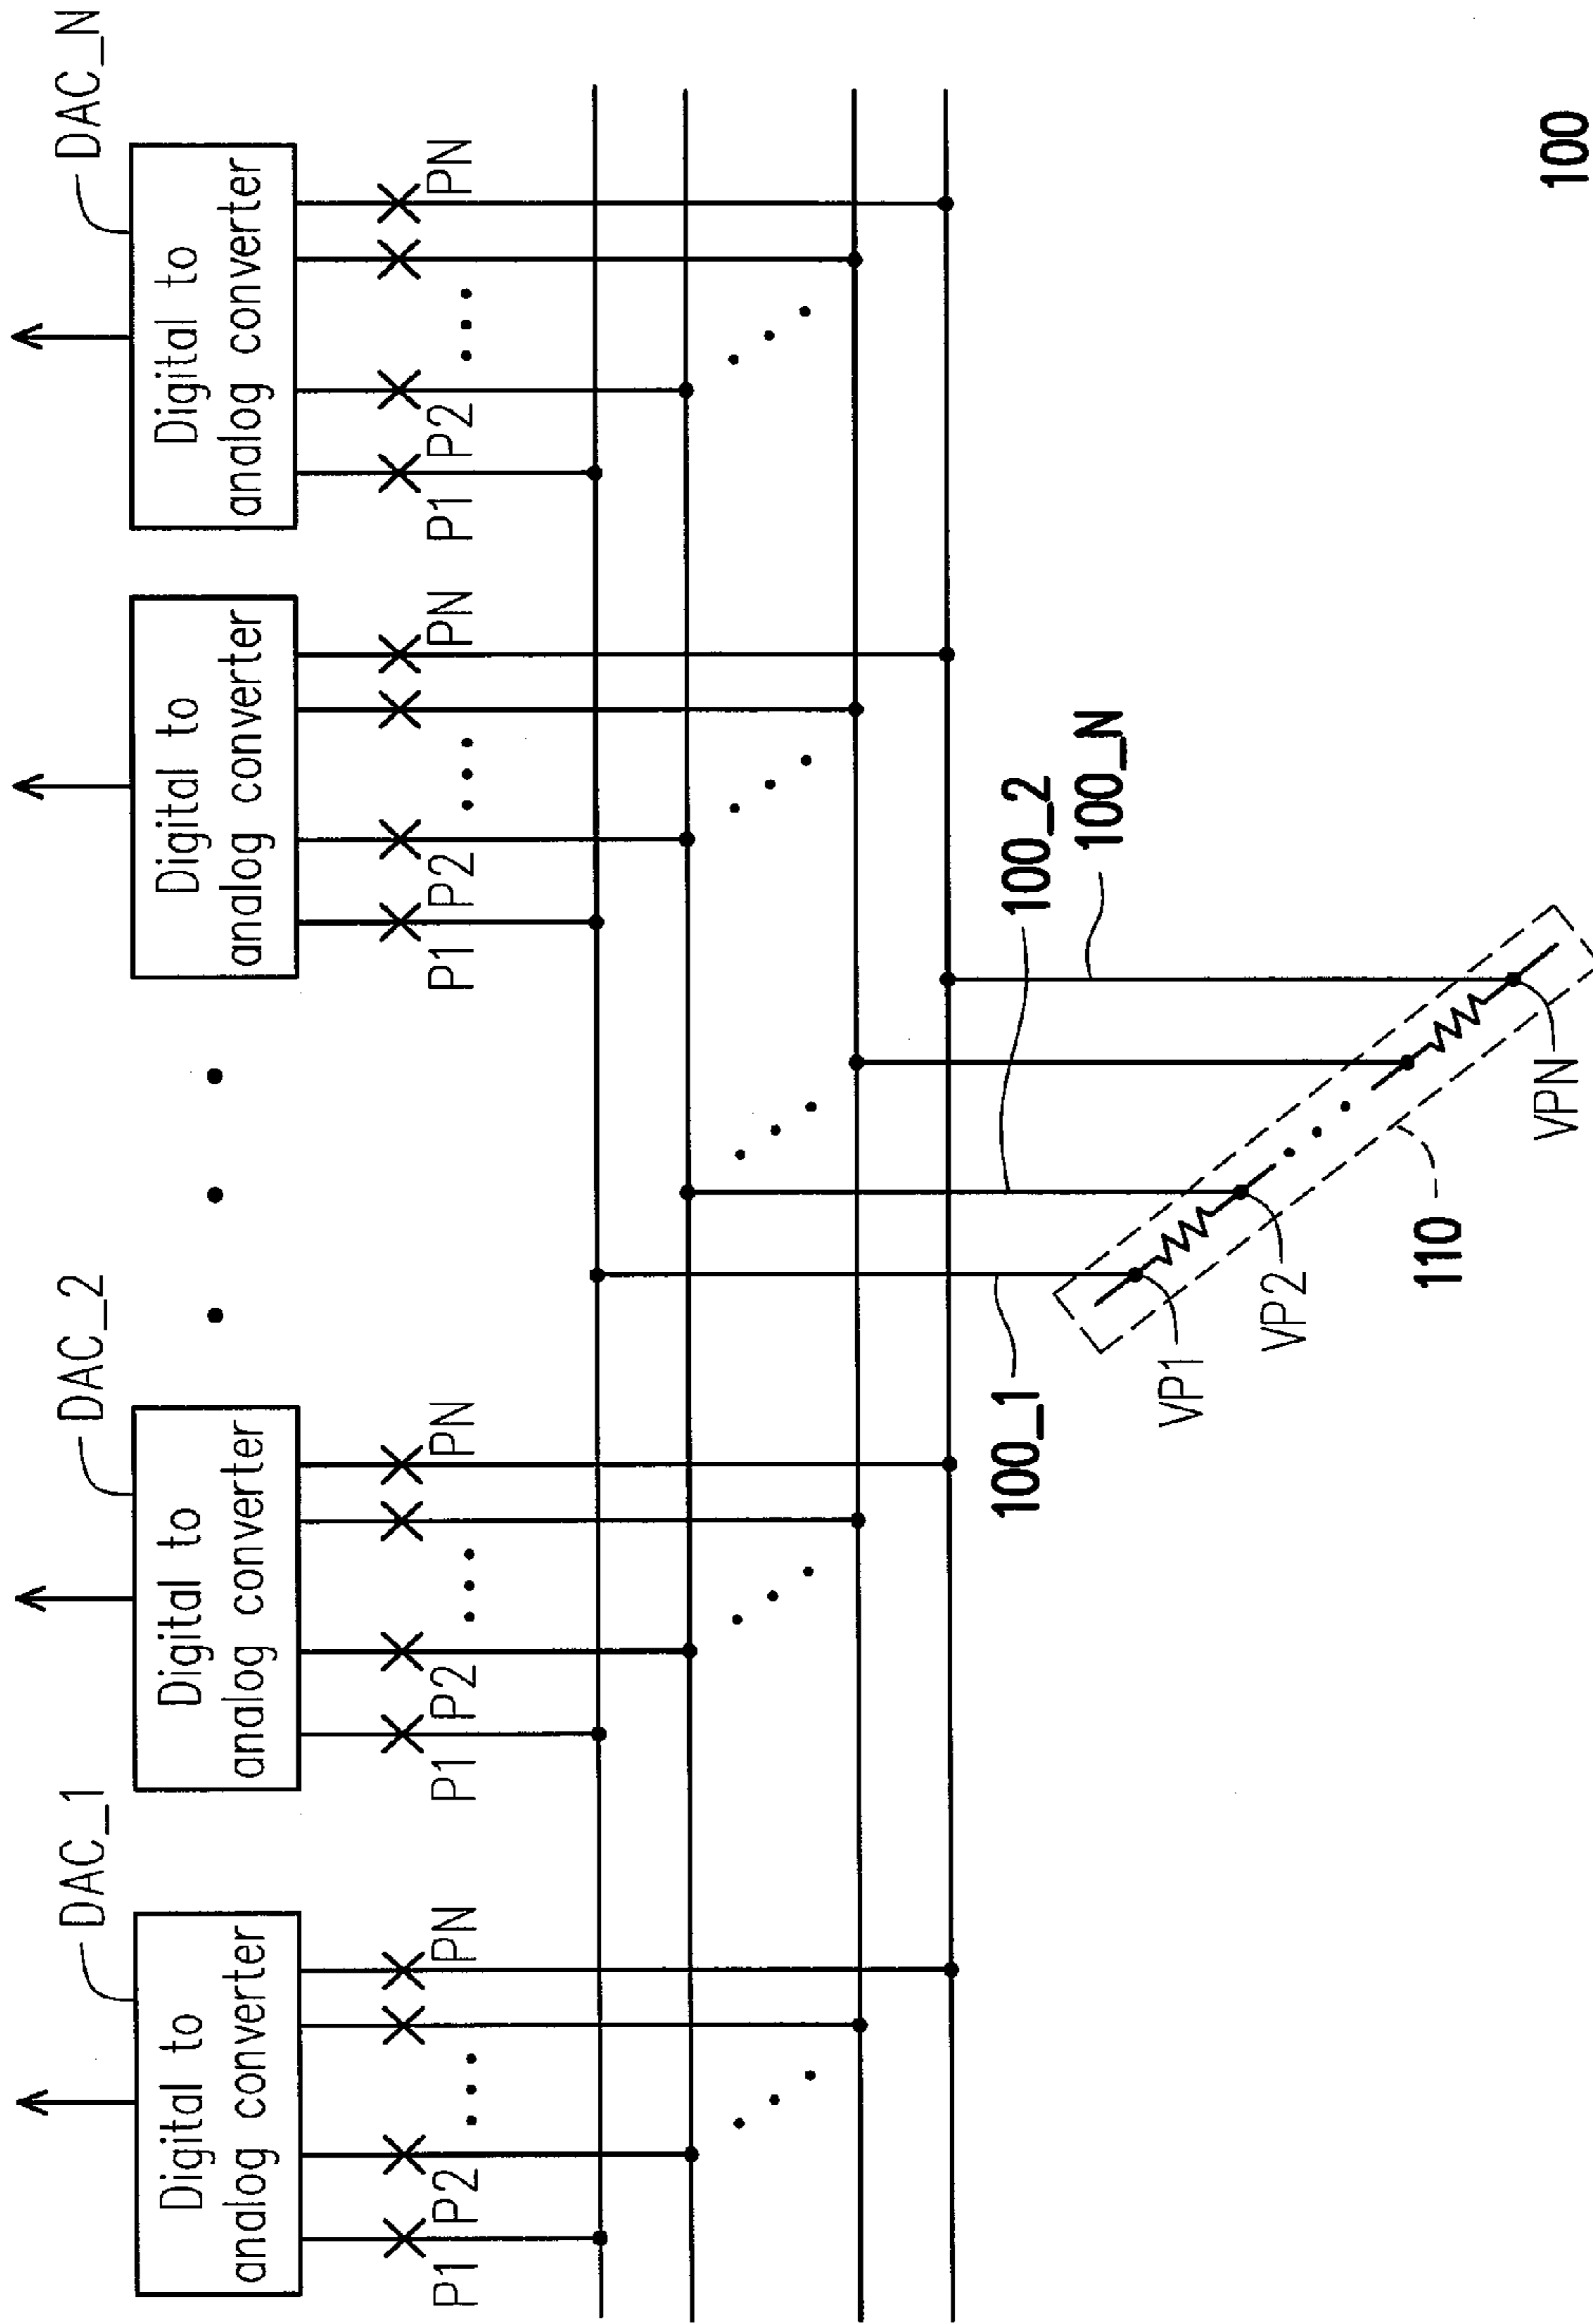 DAC_1
DAC_2
DAC_N
Digital to
analog converter
Digital to
analog converter
Digital to
analog converter
Digital to
analog converter
P1
P2
PN
P1
P2
PN
P1
P2
PN
P1
P2
PN
100_1
100_2
100_N
VP1
VP2
110
VPN
100